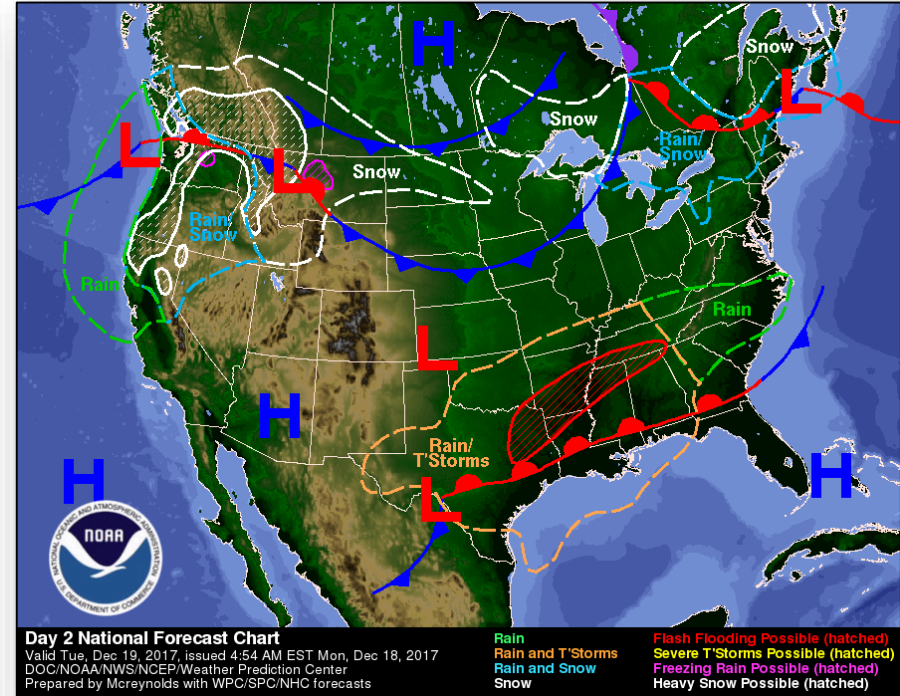 H
Snow
L
Snow
Rain/
Snow
L
L
Snow
Rain/
Snow
Rain
Rain
L
H
Rain/
T'Storms
H
L
H
NATIONAL OCEANIC AND ATMOSPHERIC ADMINISTRATION
NOAA
U.S. DEPARTMENT OF COMMERCE
Day 2 National Forecast Chart
Valid Tue, Dec 19, 2017, issued 4:54 AM EST Mon, Dec 18, 2017
DOC/NOAA/NWS/NCEP/Weather Prediction Center
Prepared by Mcreynolds with WPC/SPC/NHC forecasts
Rain
Rain and T'Storms
Rain and Snow
Snow
Flash Flooding Possible (hatched)
Severe T'Storms Possible (hatched)
Freezing Rain Possible (hatched)
Heavy Snow Possible (hatched)